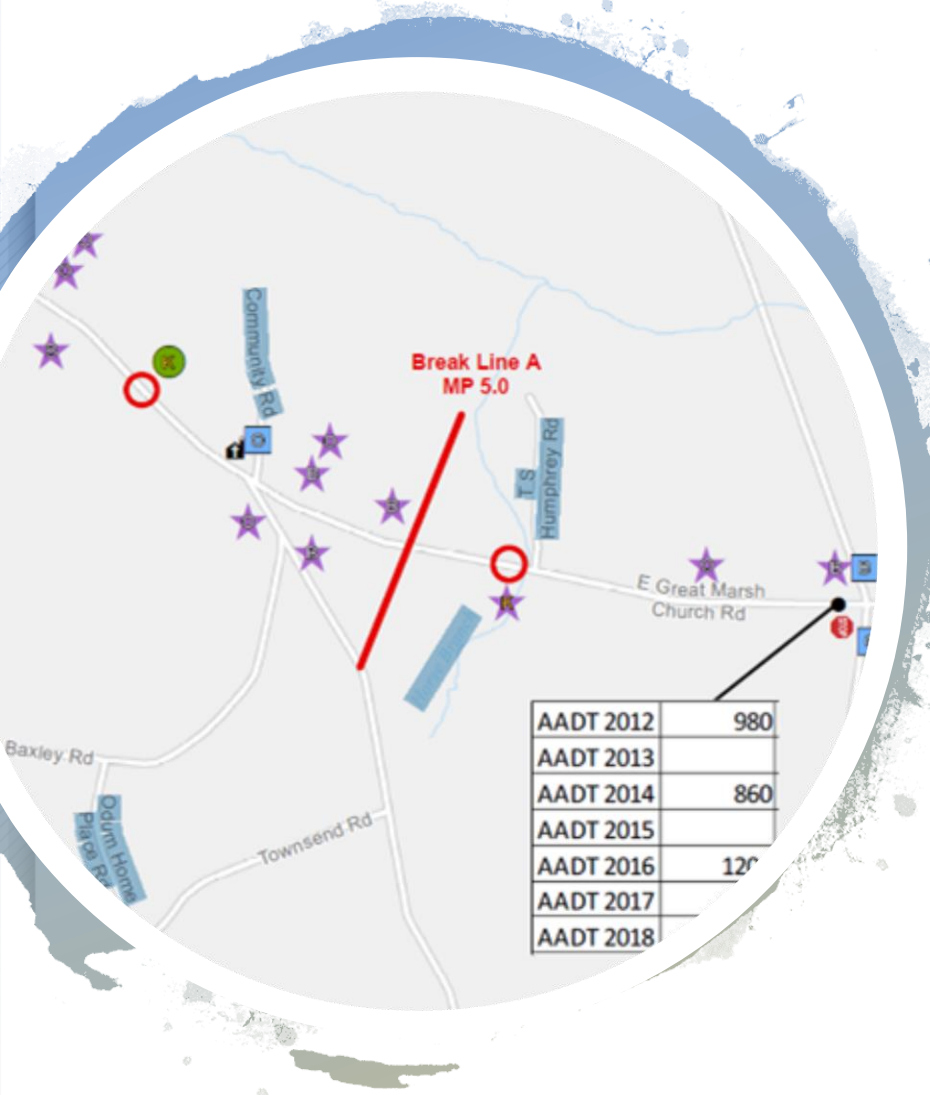 Community Rd
Break Line A
MP 5.0
T S
Humphrey Rd
E Great Marsh
Church Rd
Baxley Rd
Odum Home
Place Rd
Townsend Rd
AADT 2012 980
AADT 2013
AADT 2014 860
AADT 2015
AADT 2016
AADT 2017
AADT 2018